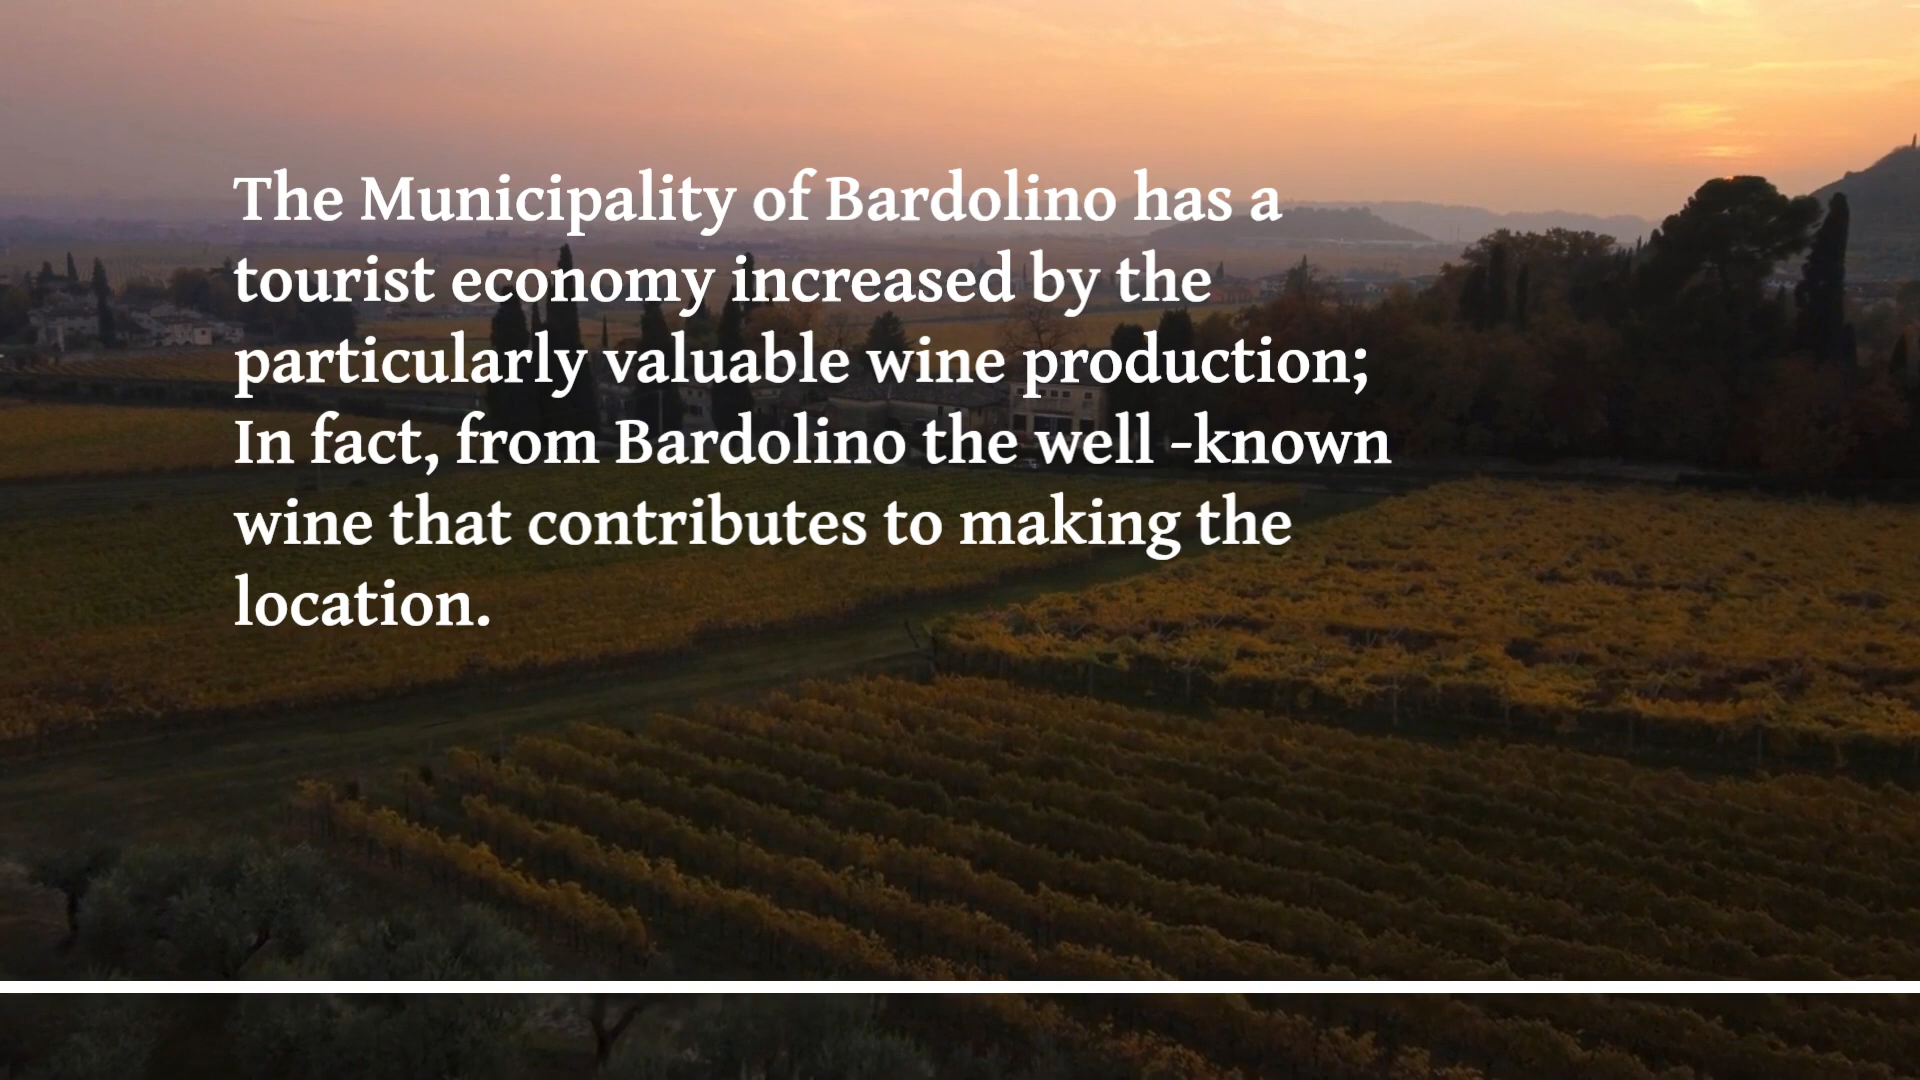 The Municipality of Bardolino has a
tourist economy increased by the
particularly valuable wine production;
In fact, from Bardolino the well -known
wine that contributes to making the
location.